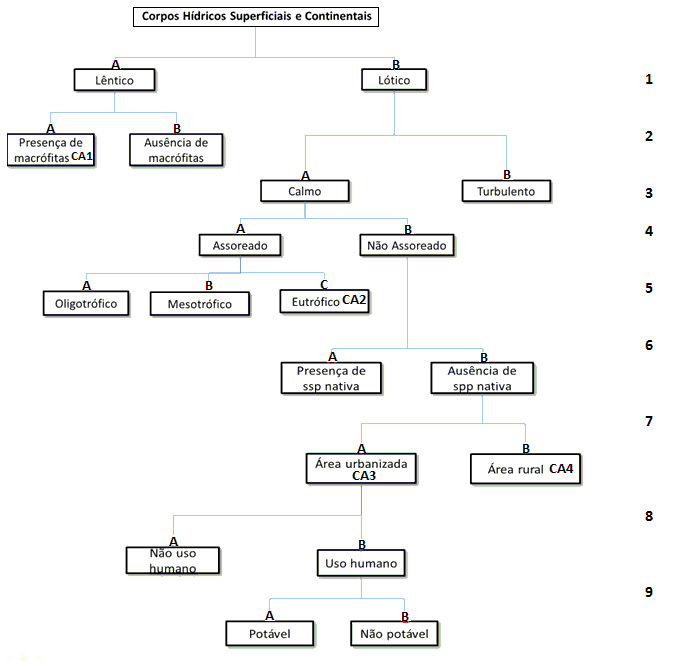 Corpos Hídricos Superficiais e Continentais
A
B
Lêntico
Lótico
1
A
B
Presença de
macrófitas CA1
Ausência de
macrófitas
2
A
B
Calmo
Turbulento
3
A
B
Assoreado
Não Assoreado
4
A
B
C
Oligotrófico
Mesotrófico
Eutrófico CA2
5
6
A
B
Presença de
ssp nativa
Ausência de
spp nativa
7
A
B
Área urbanizada
CA3
Área rural CA4
8
A
B
Não uso
humano
Uso humano
9
A
B
Potável
Não potável